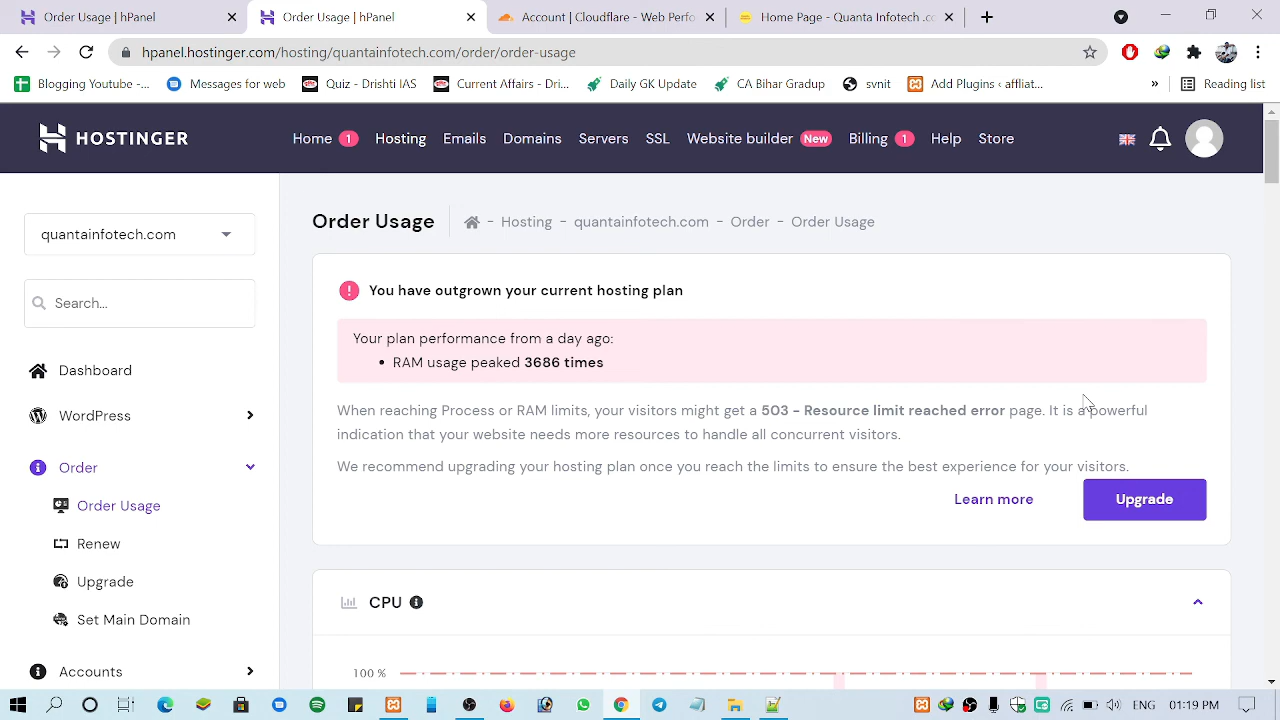 Order Usage | hPanel
Order Usage | hPanel
Account | Cloudflare - Web Perfo
Home Page - Quanta infotech .c
hpanel.hostinger.com/hosting/quantainfotech.com/order/order-usage
Blogging YouTube -...
Messages for web
Quiz - Drishti IAS
Current Affairs - Dri...
Daily GK Update
CA Bihar Gradup
svnit
Add Plugins ‹ affliat...
»
Reading list
HOSTINGER
Home 1
Hosting
Emails
Domains
Servers
SSL
Website builder New
Billing 1
Help
Store
quantainfotech.com
Search...
Dashboard
WordPress
Order
Order Usage
Renew
Upgrade
Set Main Domain
Accounts
Order Usage
- Hosting - quantainfotech.com - Order - Order Usage
You have outgrown your current hosting plan
Your plan performance from a day ago:
• RAM usage peaked 3686 times
When reaching Process or RAM limits, your visitors might get a 503 - Resource limit reached error page. It is a powerful
indication that your website needs more resources to handle all concurrent visitors.
We recommend upgrading your hosting plan once you reach the limits to ensure the best experience for your visitors.
Learn more
Upgrade
CPU
100 %
ENG
01:19 PM